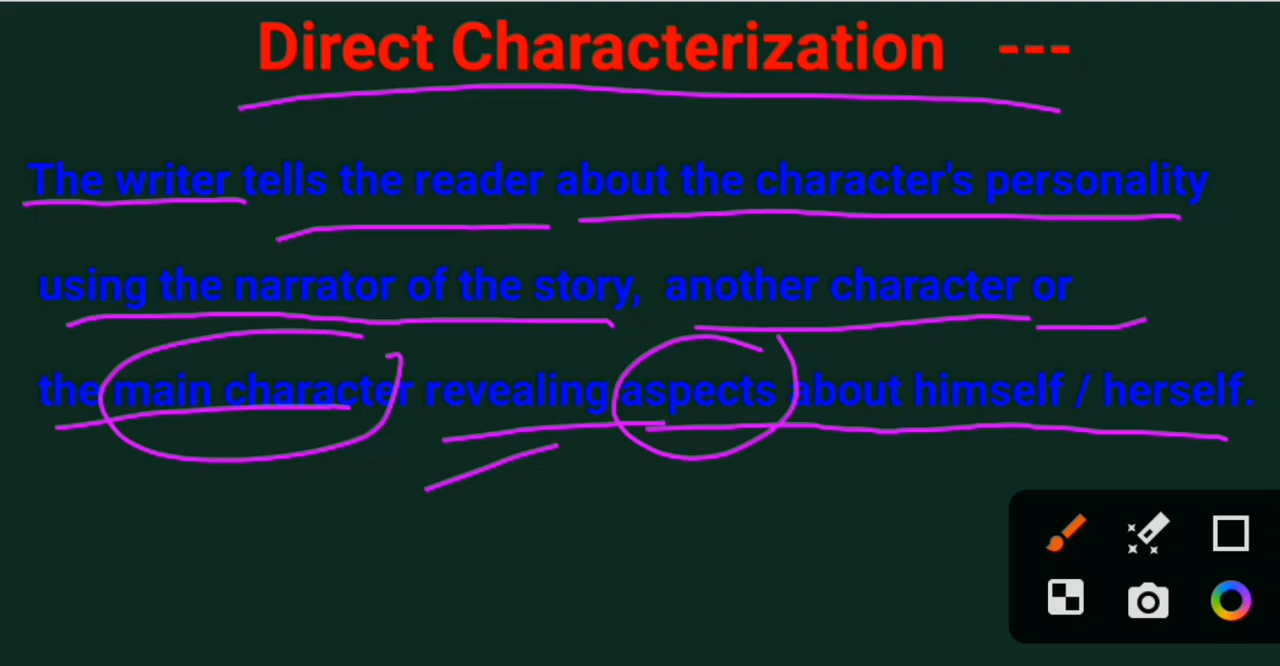 Direct Characterization ---
The writer tells the reader about the character's personality
using the narrator of the story, another character or
the main character revealing aspects about himself / herself.